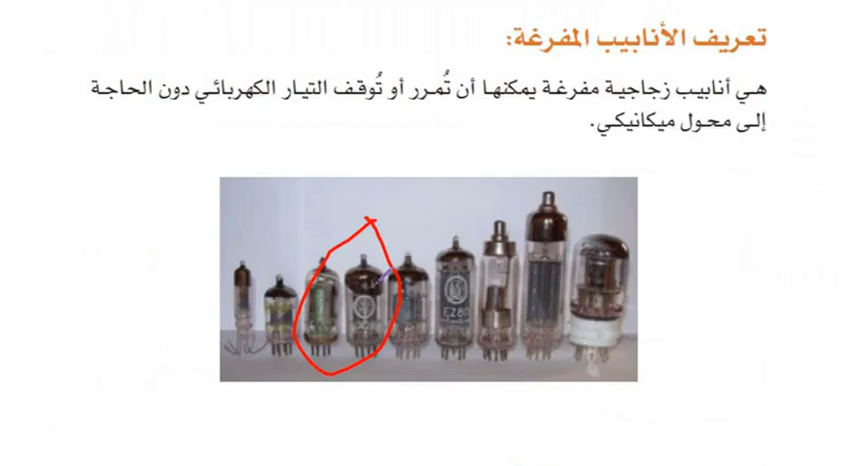 تعريف الأنابيب المفرغة:
هي أنابيب زجاجية مفرغة يمكنها أن تُمرر أو تُوقف التيار الكهربائي دون الحاجة
إلى محول ميكانيكي.
EZ80